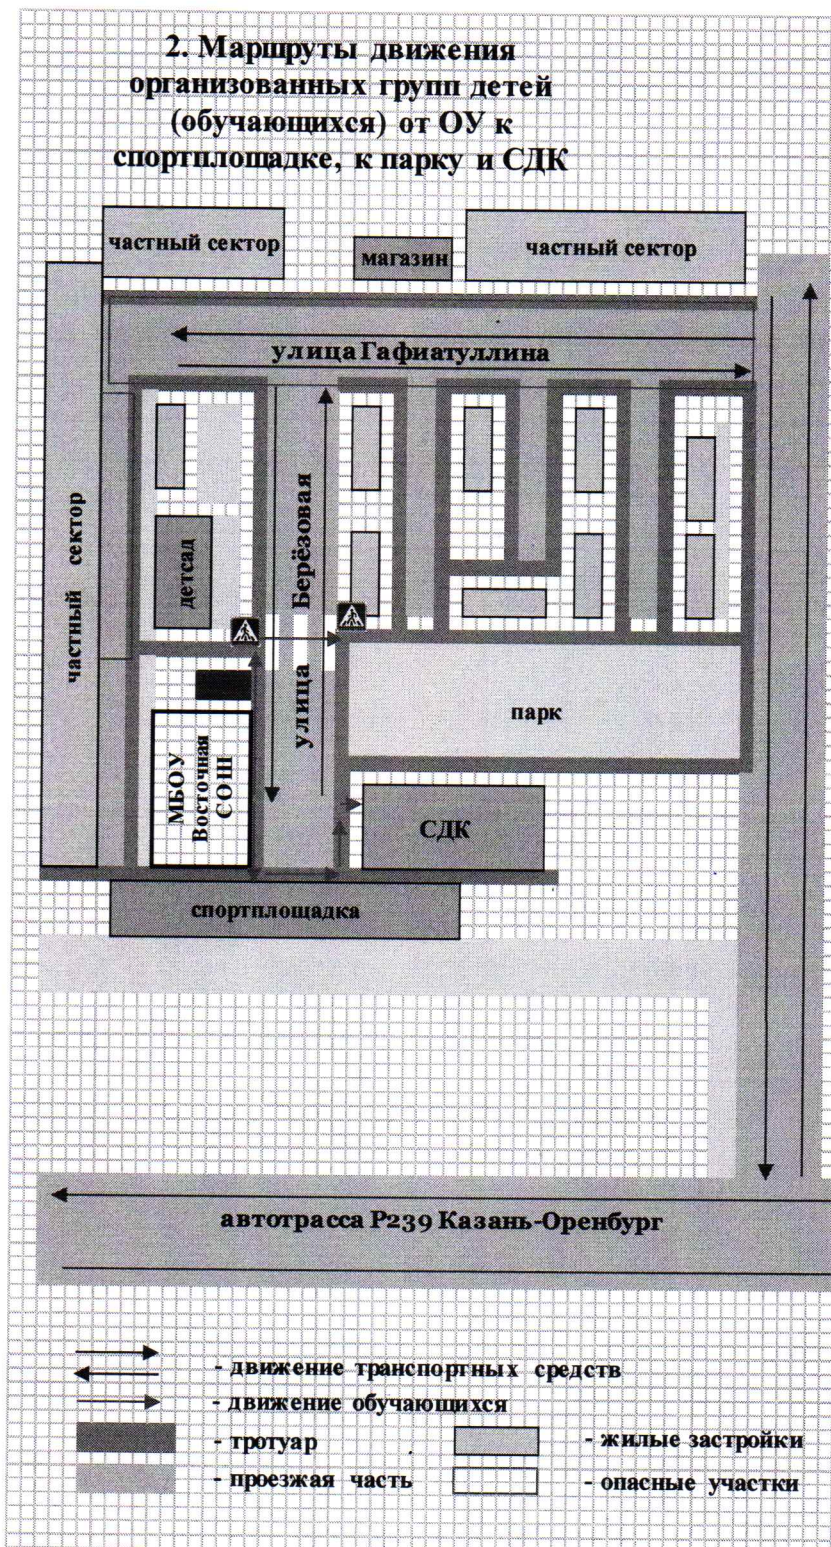 2. Маршруты движения
организованных групп детей
(обучающихся) от ОУ к
спортплощадке, к парку и СДК
частный сектор
магазин
частный сектор
улица Гафиатуллина
частный сектор
детсад
улица Берёзовая
МБОУ
Восточная
СОШ
парк
СДК
спортплощадка
автотрасса Р239 Казань-Оренбург
- движение транспортных средств
- движение обучающихся
- тротуар
- жилые застройки
- проезжая часть
- опасные участки